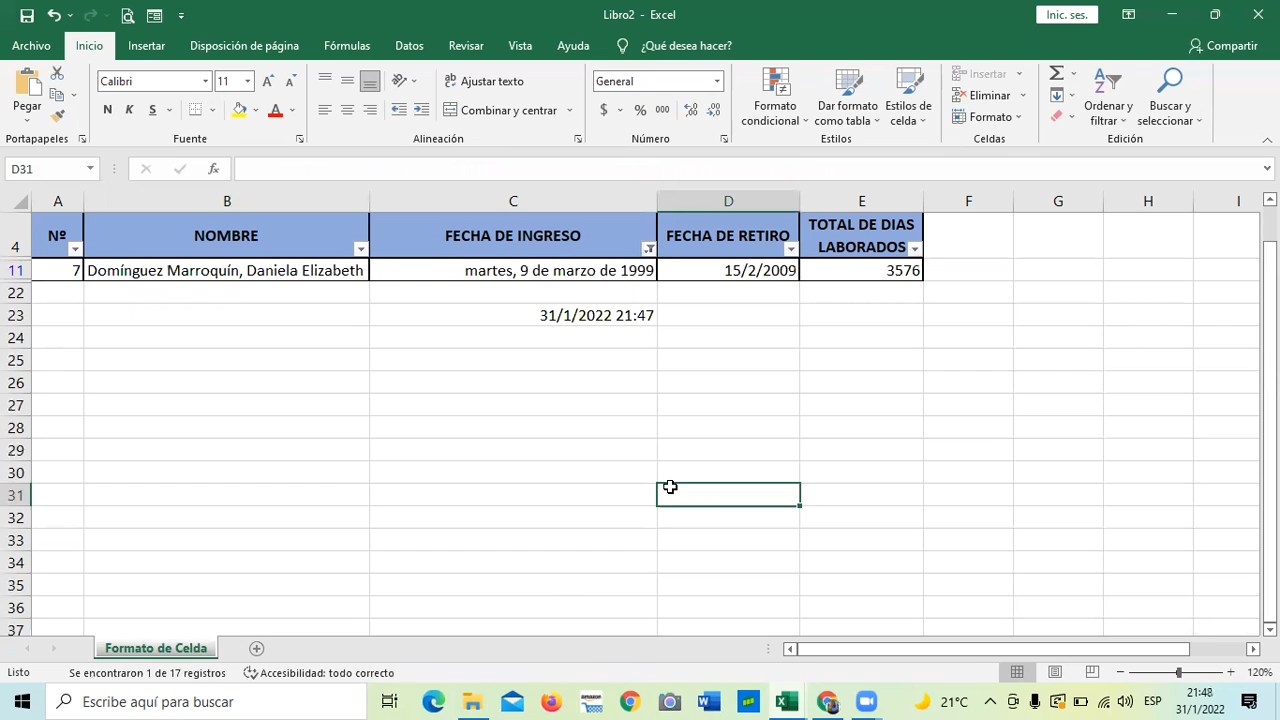 Libro2 - Excel
Inic. ses.
Archivo Inicio Insertar Disposición de página Fórmulas Datos Revisar Vista Ayuda ¿Qué desea hacer? Compartir
Pegar
Calibri 11
N K S
A A
Ajustar texto
Combinar y centrar
General
$ % 000
Formato condicional
Dar formato como tabla
Estilos de celda
Insertar
Eliminar
Formato
Ordenar y filtrar
Buscar y seleccionar
Portapapeles Fuente Alineación Número Estilos Celdas Edición
D31 fx
A B C D E F G H I
4 Nº NOMBRE FECHA DE INGRESO FECHA DE RETIRO TOTAL DE DIAS LABORADOS
11 7 Domínguez Marroquín, Daniela Elizabeth martes, 9 de marzo de 1999 15/2/2009 3576
22
23 31/1/2022 21:47
24
25
26
27
28
29
30
31
32
33
34
35
36
37
Formato de Celda
Listo Se encontraron 1 de 17 registros Accesibilidad: todo correcto 120%
Escribe aquí para buscar
amazon
21°C ESP 21:48
31/1/2022